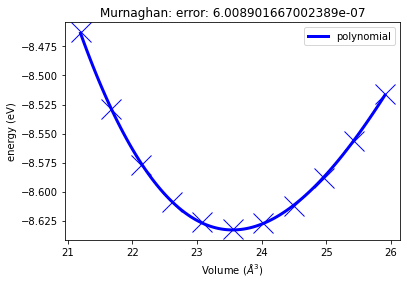 Murnaghan: error: 6.008901667002389e-07
polynomial
energy (eV)
−8.475
−8.500
−8.525
−8.550
−8.575
−8.600
−8.625
21 22 23 24 25 26
Volume (Å³)